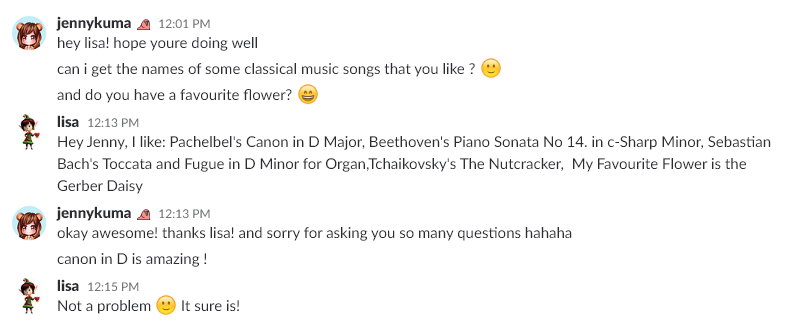 jennykuma 12:01 PM
hey lisa! hope youre doing well
can i get the names of some classical music songs that you like ? 🙂
and do you have a favourite flower? 😄
lisa 12:13 PM
Hey Jenny, I like: Pachelbel's Canon in D Major, Beethoven's Piano Sonata No 14. in c-Sharp Minor, Sebastian
Bach's Toccata and Fugue in D Minor for Organ,Tchaikovsky's The Nutcracker,  My Favourite Flower is the
Gerber Daisy
jennykuma 12:13 PM
okay awesome! thanks lisa! and sorry for asking you so many questions hahaha
canon in D is amazing !
lisa 12:15 PM
Not a problem 🙂 It sure is!